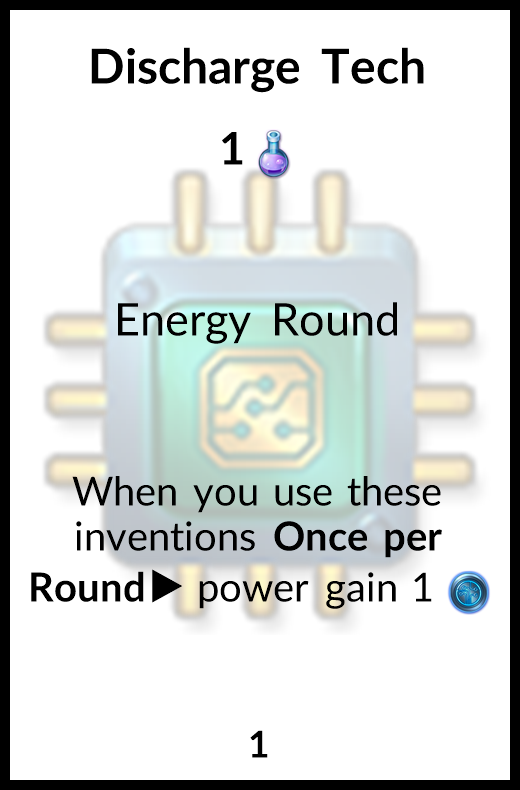 Discharge Tech
1
Energy Round
When you use these
inventions Once per
Round▶ power gain 1
1